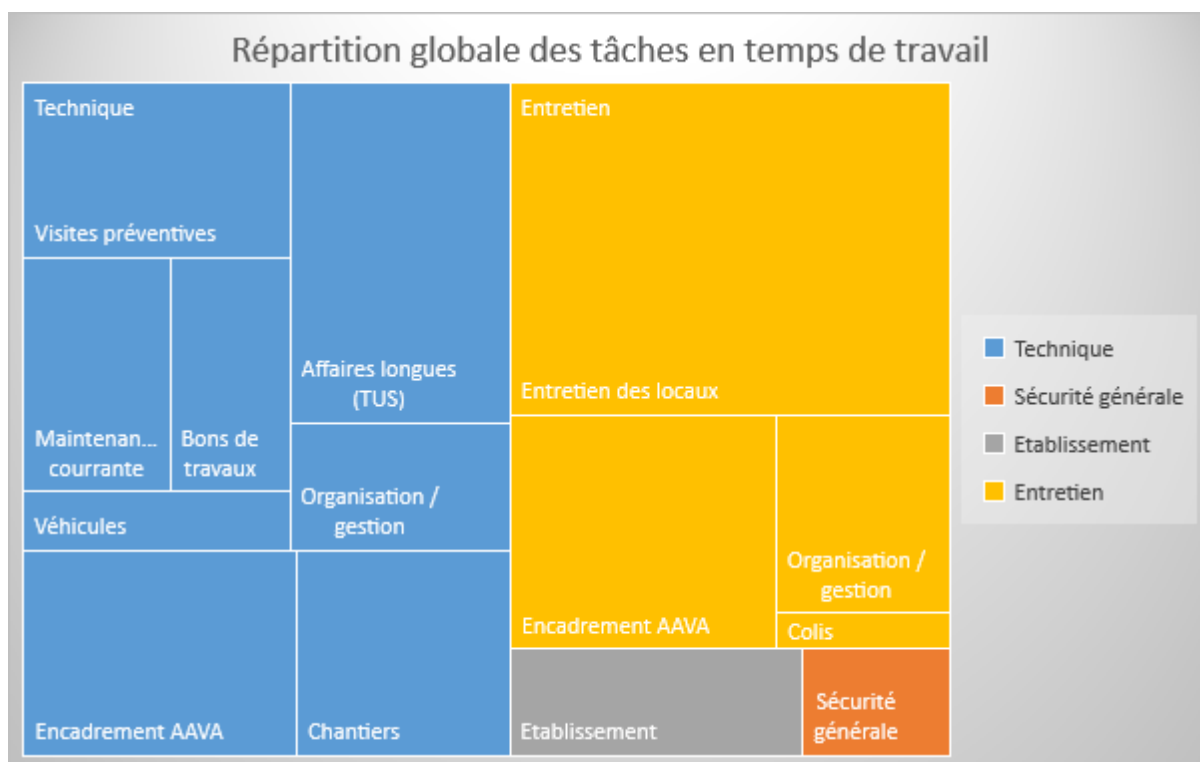 Répartition globale des tâches en temps de travail
Technique
Visites préventives
Maintenan...
courrante
Bons de
travaux
Véhicules
Affaires longues
(TUS)
Organisation /
gestion
Encadrement AAVA
Chantiers
Entretien
Entretien des locaux
Encadrement AAVA
Organisation /
gestion
Colis
Etablissement
Sécurité
générale
Technique
Sécurité générale
Etablissement
Entretien